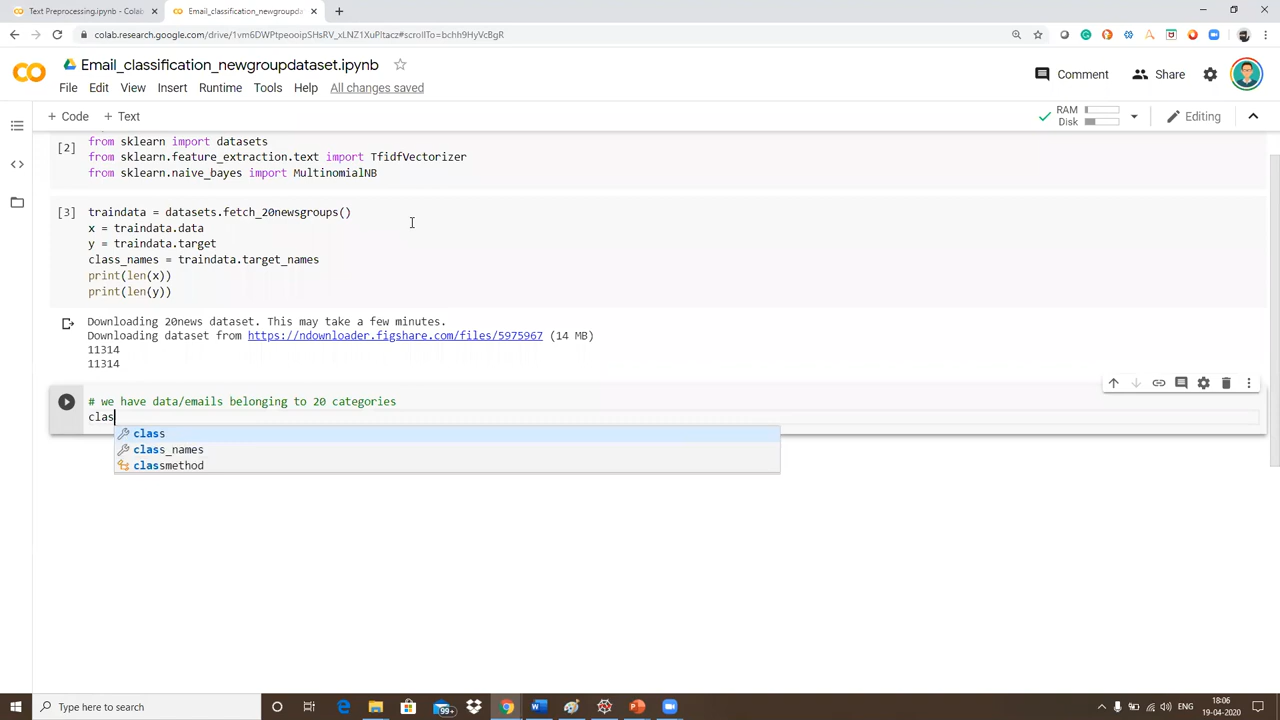 Text Preprocessing.ipynb - Colab
Email_classification_newgroupd
colab.research.google.com/drive/1vm6DWPtpeooipSHsRV_xLNZ1XuPItacz#scrollTo=bchh9HyVcBgR
Email_classification_newgroupdataset.ipynb
Comment
Share
File Edit View Insert Runtime Tools Help All changes saved
+ Code + Text
RAM
Disk
Editing
[2]
from sklearn import datasets
from sklearn.feature_extraction.text import TfidfVectorizer
from sklearn.naive_bayes import MultinomialNB
[3]
traindata = datasets.fetch_20newsgroups()
x = traindata.data
y = traindata.target
class_names = traindata.target_names
print(len(x))
print(len(y))
Downloading 20news dataset. This may take a few minutes.
Downloading dataset from https://ndownloader.figshare.com/files/5975967 (14 MB)
11314
11314
# we have data/emails belonging to 20 categories
clas
class
class_names
classmethod
Type here to search
99+
ENG
18:06
19-04-2020